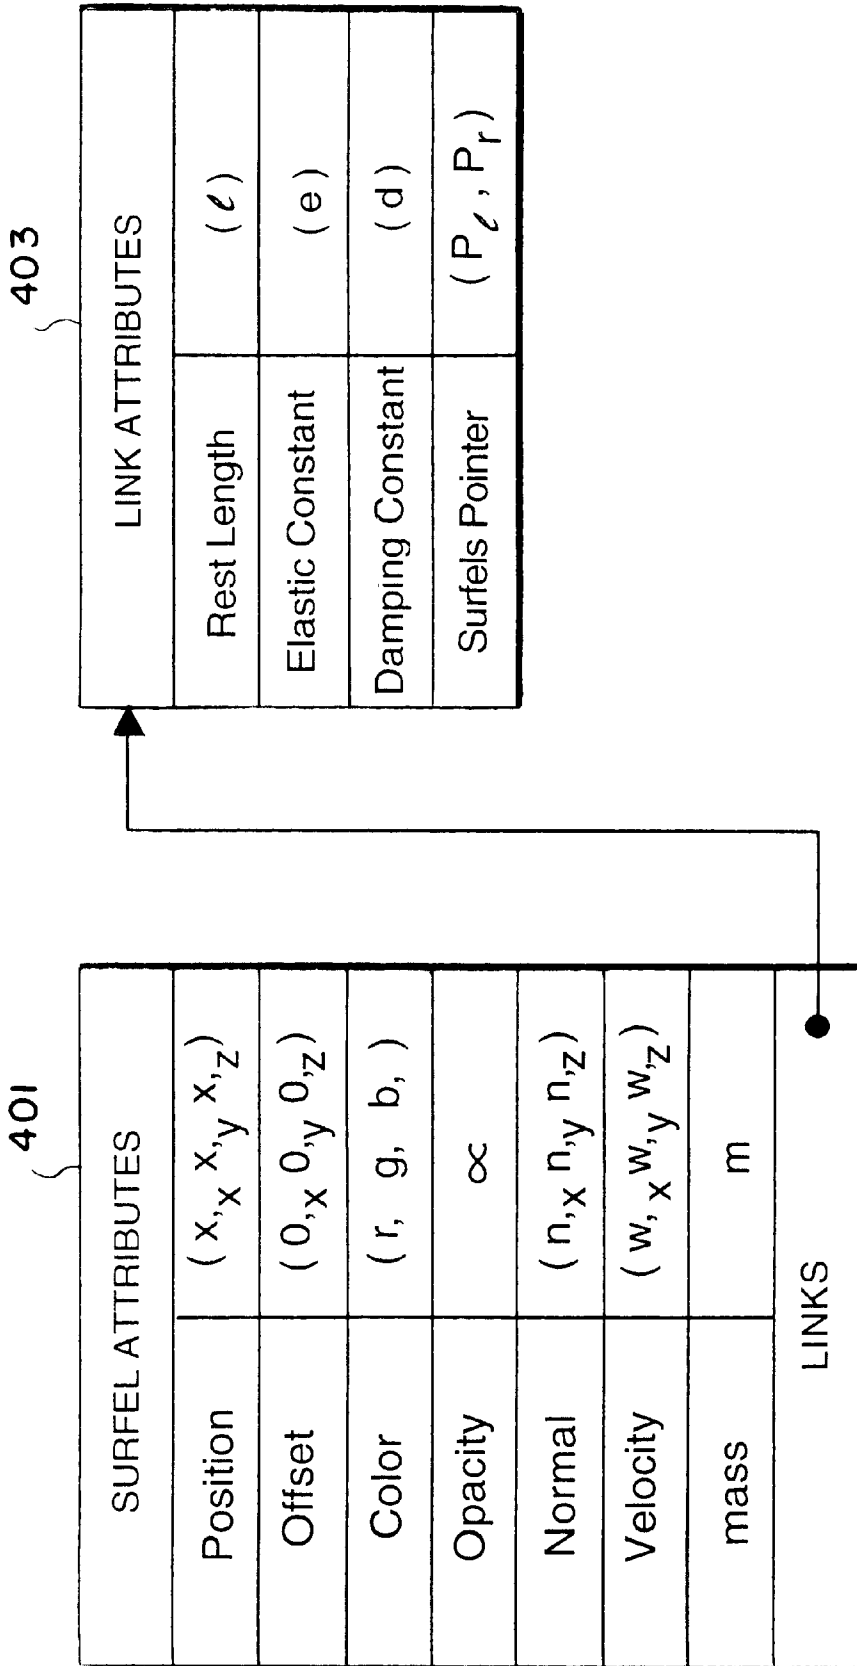 401
SURFEL ATTRIBUTES
Position (x,x x,y x,z)
Offset (0,x 0,y 0,z)
Color (r, g, b,)
Opacity ∝
Normal (n,x n,y n,z)
Velocity (w,x w,y w,z)
mass m
LINKS
403
LINK ATTRIBUTES
Rest Length (ℓ)
Elastic Constant (e)
Damping Constant (d)
Surfels Pointer (Pℓ, Pr)